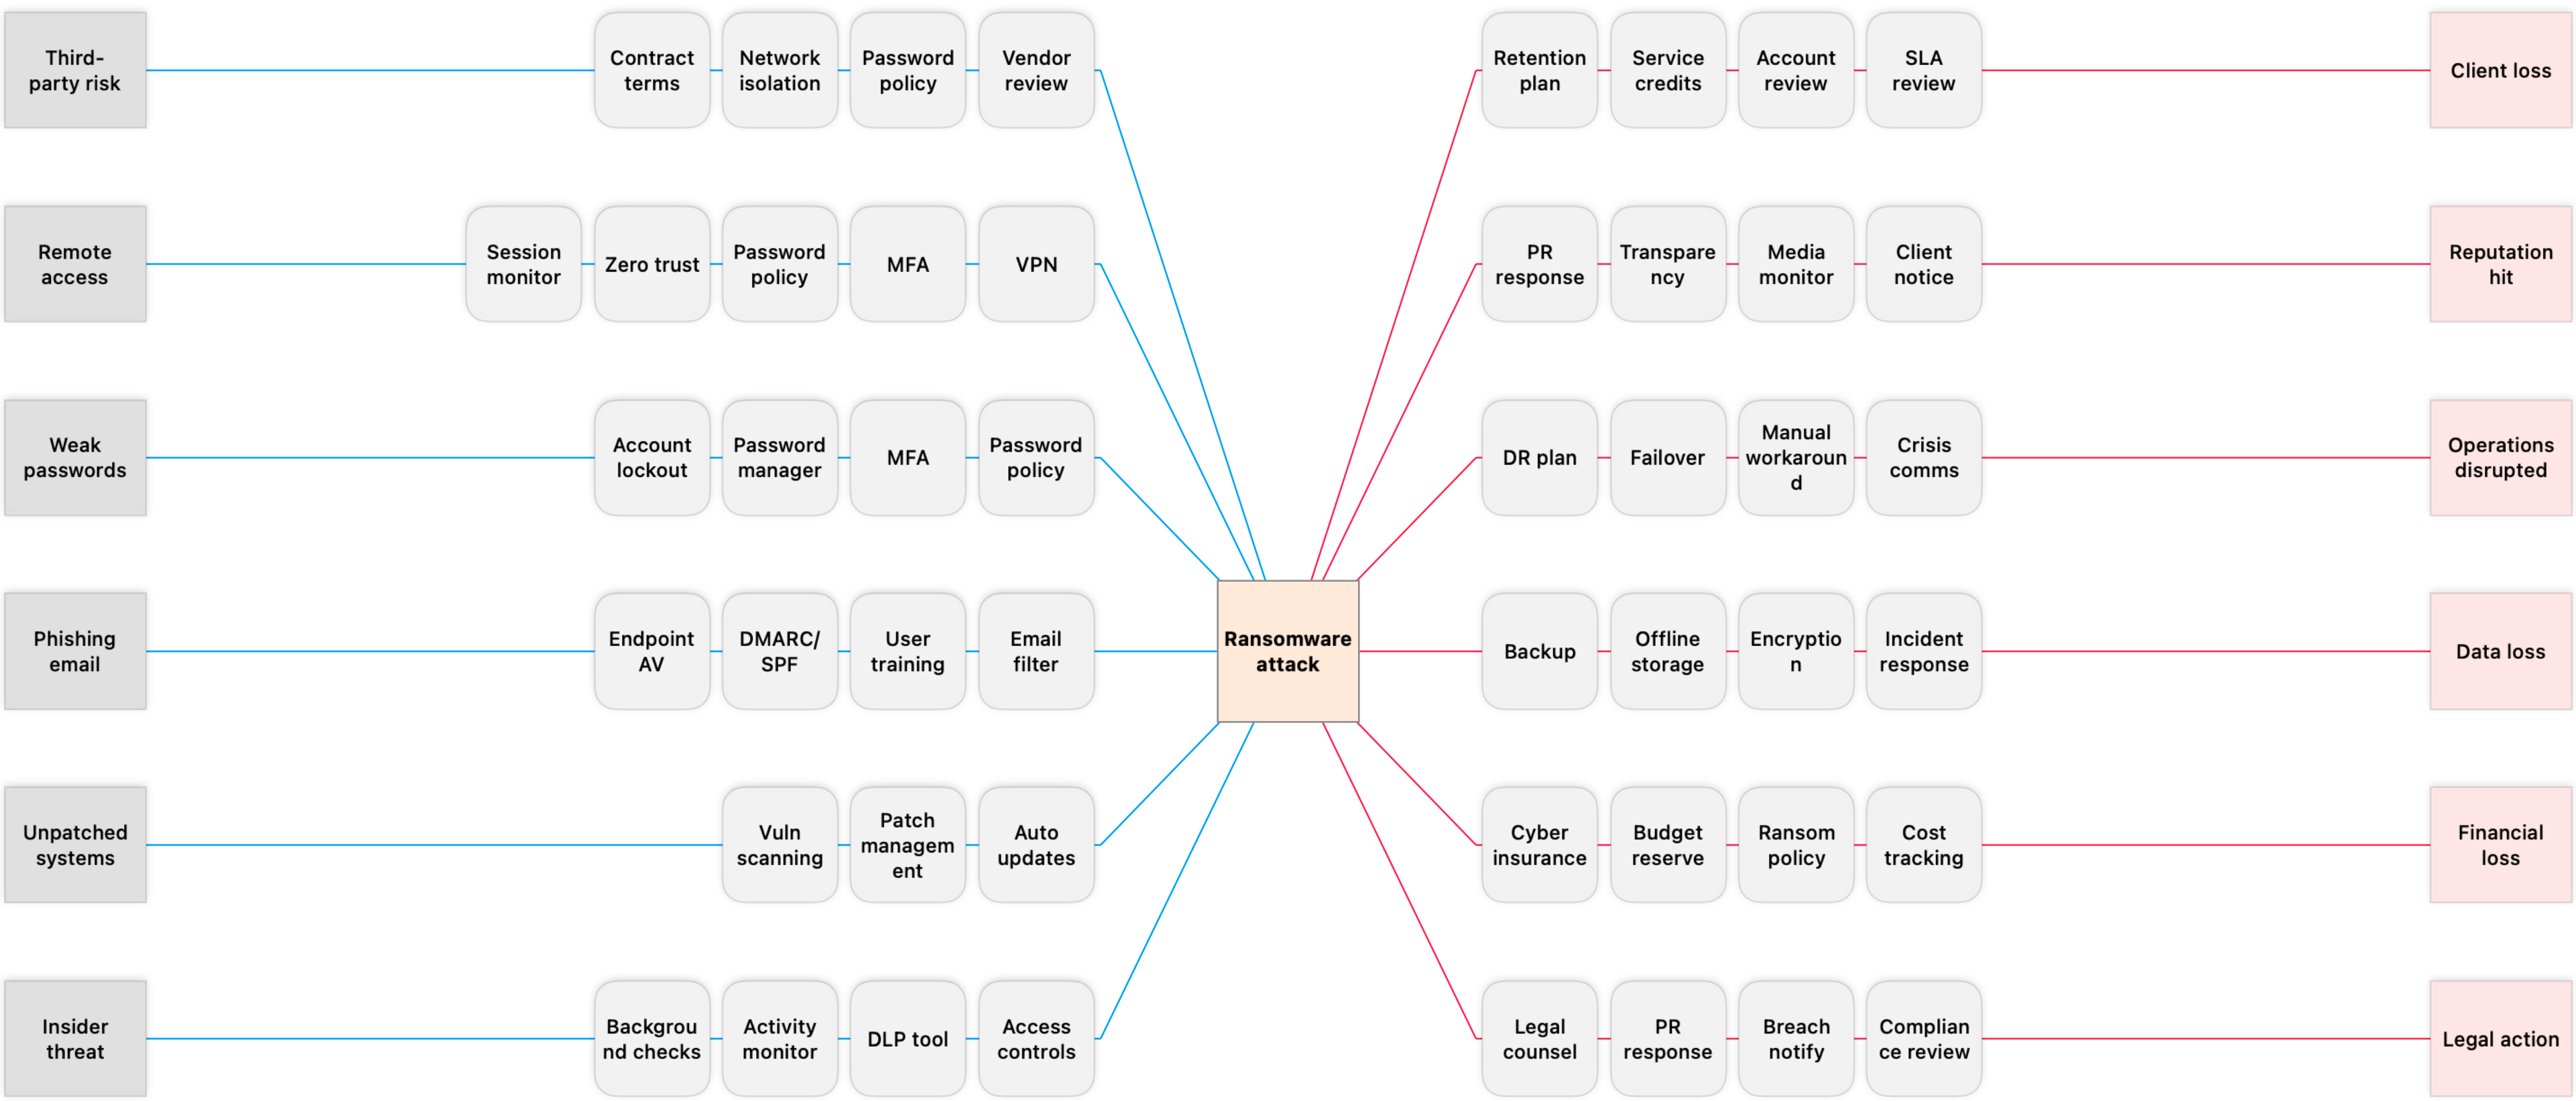 Third-
party risk
Contract
terms
Network
isolation
Password
policy
Vendor
review
Retention
plan
Service
credits
Account
review
SLA
review
Client loss
Remote
access
Session
monitor
Zero trust
Password
policy
MFA
VPN
PR
response
Transpare
ncy
Media
monitor
Client
notice
Reputation
hit
Weak
passwords
Account
lockout
Password
manager
MFA
Password
policy
DR plan
Failover
Manual
workaroun
d
Crisis
comms
Operations
disrupted
Phishing
email
Endpoint
AV
DMARC/
SPF
User
training
Email
filter
Ransomware
attack
Backup
Offline
storage
Encryptio
n
Incident
response
Data loss
Unpatched
systems
Vuln
scanning
Patch
managem
ent
Auto
updates
Cyber
insurance
Budget
reserve
Ransom
policy
Cost
tracking
Financial
loss
Insider
threat
Backgrou
nd checks
Activity
monitor
DLP tool
Access
controls
Legal
counsel
PR
response
Breach
notify
Complian
ce review
Legal action